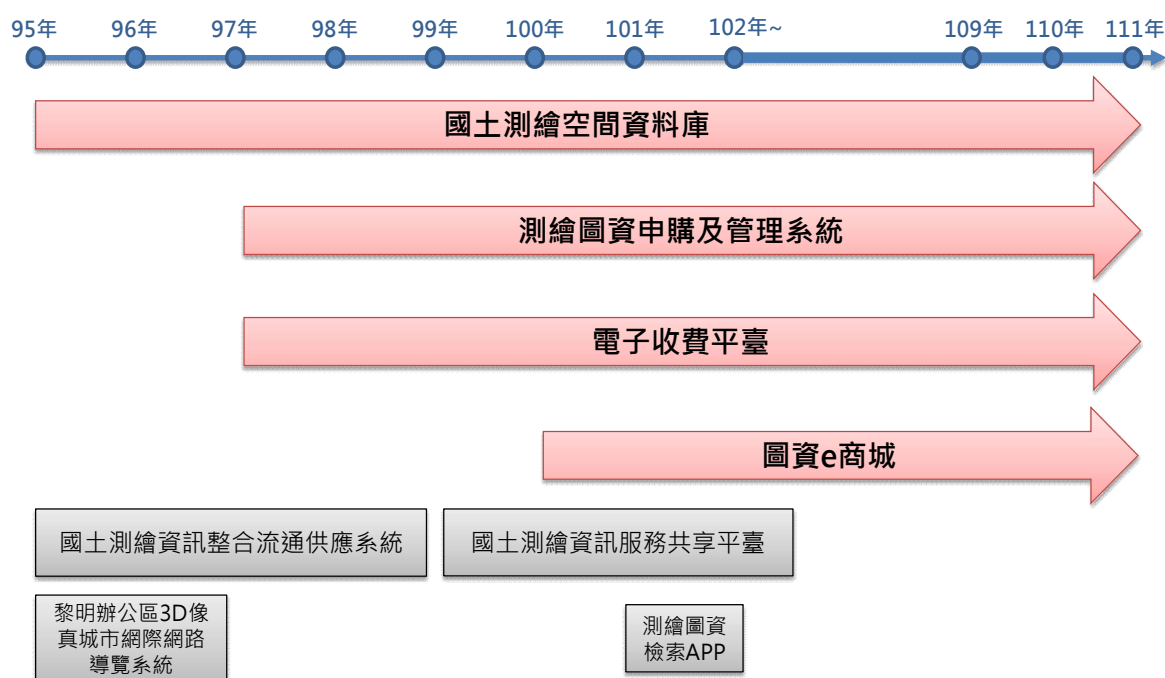 95年 96年 97年 98年 99年 100年 101年 102年~ 109年 110年 111年
國土測繪空間資料庫
測繪圖資申購及管理系統
電子收費平臺
圖資e商城
國土測繪資訊整合流通供應系統
國土測繪資訊服務共享平臺
黎明辦公區3D像
真城市網際網路
導覽系統
測繪圖資
檢索APP